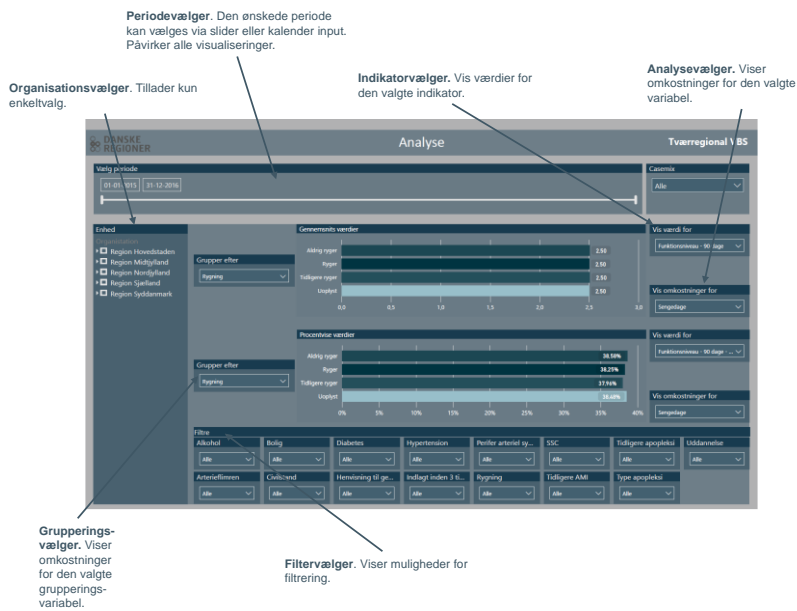 Periodevælger. Den ønskede periode
kan vælges via slider eller kalender input.
Påvirker alle visualiseringer.
Organisationsvælger. Tillader kun
enkeltvalg.
Indikatorvælger. Vis værdier for
den valgte indikator.
Analysevælger. Viser
omkostninger for den valgte
variabel.
DANSKE
REGIONER
Analyse
Tværregional VBS
Vælg periode
01-01-2015 31-12-2016
Casemix
Alle
Enhed
Organisation
Region Hovedstaden
Region Midtjylland
Region Nordjylland
Region Sjælland
Region Syddanmark
Grupper efter
Rygning
Gennemsnits værdier
Aldrig ryger 2,50
Ryger 2,50
Tidligere ryger 2,50
Uoplyst 2,50
0,0 0,5 1,0 1,5 2,0 2,5 3,0
Vis værdi for
Funktionsniveau - 90 dage
Vis omkostninger for
Sengedage
Grupper efter
Rygning
Procentvise værdier
Aldrig ryger 38,58%
Ryger 38,25%
Tidligere ryger 37,96%
Uoplyst 38,48%
0% 5% 10% 15% 20% 25% 30% 35% 40%
Vis værdi for
Funktionsniveau - 90 dage - ...
Vis omkostninger for
Sengedage
Filtre
Alkohol Bolig Diabetes Hypertension Perifer arteriel sy... SSC Tidligere apopleksi Uddannelse
Alle Alle Alle Alle Alle Alle Alle Alle
Arterieflimren Civilstand Henvisning til ge... Indlagt inden 3 ti... Rygning Tidligere AMI Type apopleksi
Alle Alle Alle Alle Alle Alle Alle
Grupperings-
vælger. Viser
omkostninger
for den valgte
grupperings-
variabel.
Filtervælger. Viser muligheder for
filtrering.